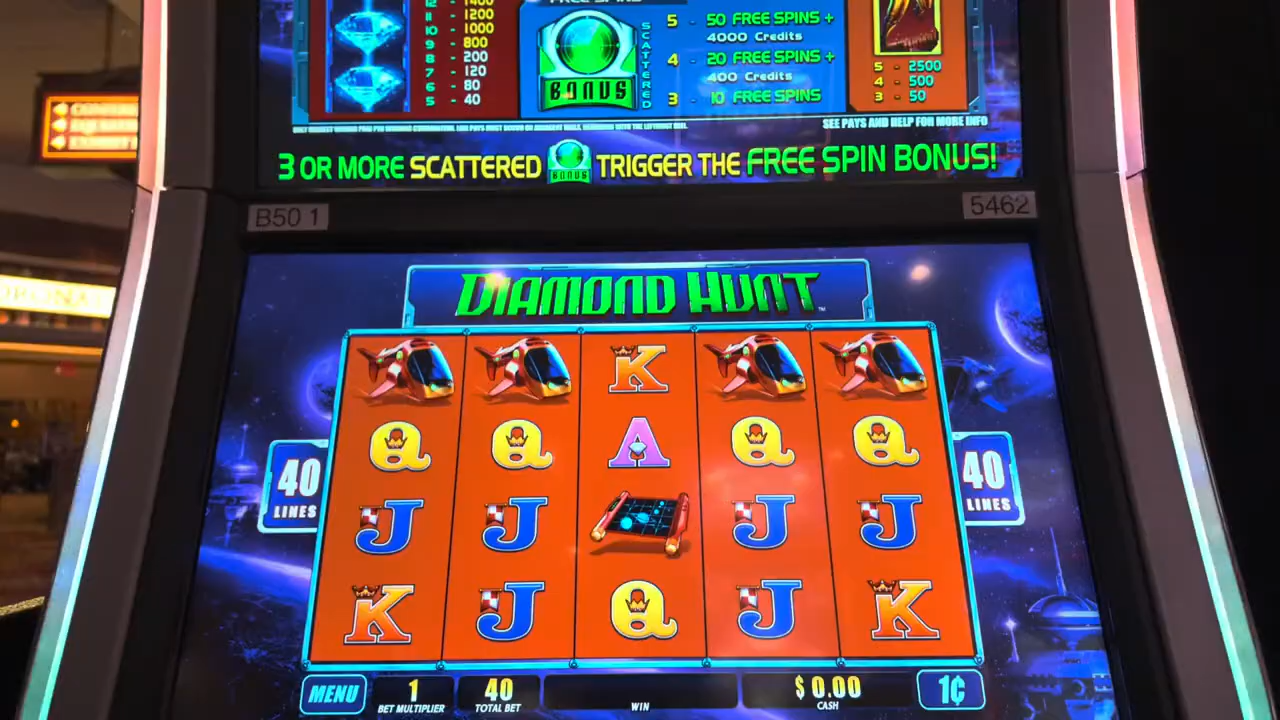 1200
1000
800
200
120
80
40
12
11
10
9
8
7
6
5
FREE SPINS
BONUS
SCATTERED
5 - 50 FREE SPINS +
4000 Credits
4 - 20 FREE SPINS +
400 Credits
3 - 10 FREE SPINS
5 - 2500
4 - 500
3 - 50
SEE PAYS AND HELP FOR MORE INFO
3 OR MORE SCATTERED BONUS TRIGGER THE FREE SPIN BONUS!
B50 1
5462
DIAMOND HUNT™
K
Q Q A Q Q
J J J J
K J Q J K
40
LINES
40
LINES
MENU
1
BET MULTIPLIER
40
TOTAL BET
WIN
$0.00
CASH
1¢